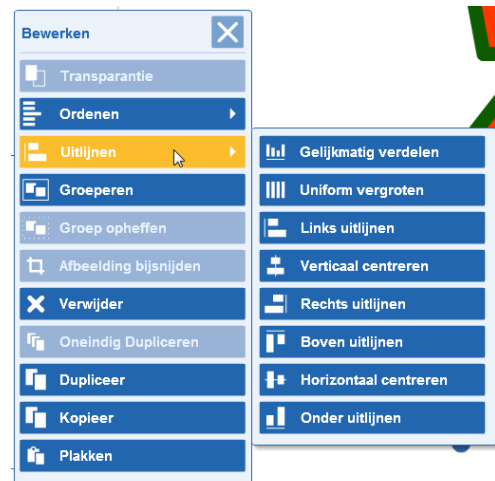 Bewerken
Transparantie
Ordenen
Uitlijnen
Groeperen
Groep opheffen
Afbeelding bijsnijden
Verwijder
Oneindig Dupliceren
Dupliceer
Kopieer
Plakken
Gelijkmatig verdelen
Uniform vergroten
Links uitlijnen
Verticaal centreren
Rechts uitlijnen
Boven uitlijnen
Horizontaal centreren
Onder uitlijnen